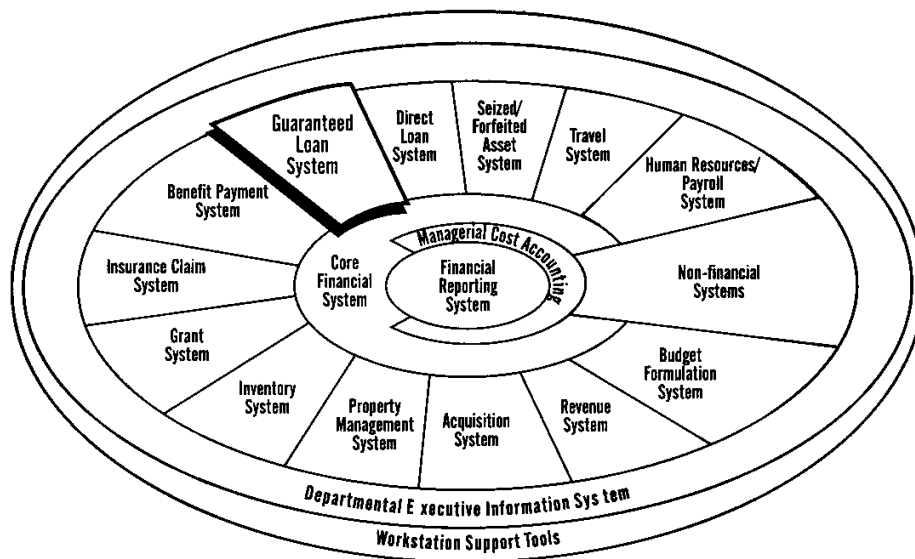 Guaranteed
Loan
System
Direct
Loan
System
Seized/
Forfeited
Asset
System
Travel
System
Human Resources/
Payroll
System
Benefit Payment
System
Managerial Cost Accounting
Insurance Claim
System
Core
Financial
System
Financial
Reporting
System
Non-financial
Systems
Grant
System
Budget
Formulation
System
Inventory
System
Property
Management
System
Acquisition
System
Revenue
System
Departmental E xecutive Information Sys tem
Workstation Support Tools